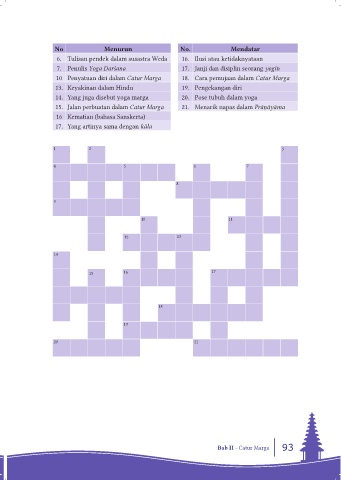 No Menurun No. Mendatar
6. Tulisan pendek dalam susastra Weda 16. Ilusi atau ketidaknyataan
7. Penulis Yoga Darśana 17. Janji dan disiplin seorang yogin
10 Penyatuan diri dalam Catur Marga 18. Cara pemujaan dalam Catur Marga
13. Keyakinan dalam Hindu 19. Pengekangan diri
14. Yang juga disebut yoga marga 20. Pose tubuh dalam yoga
15. Jalan perbuatan dalam Catur Marga 21. Menarik napas dalam Prāṇāyāma
16 Kematian (bahasa Sanskerta)
17. Yang artinya sama dengan kāla
1 2 3
4 5 6 7
8
9
10 11
12 13
14
15 16 17
18
19
20 21
Bab II - Catur Marga 93